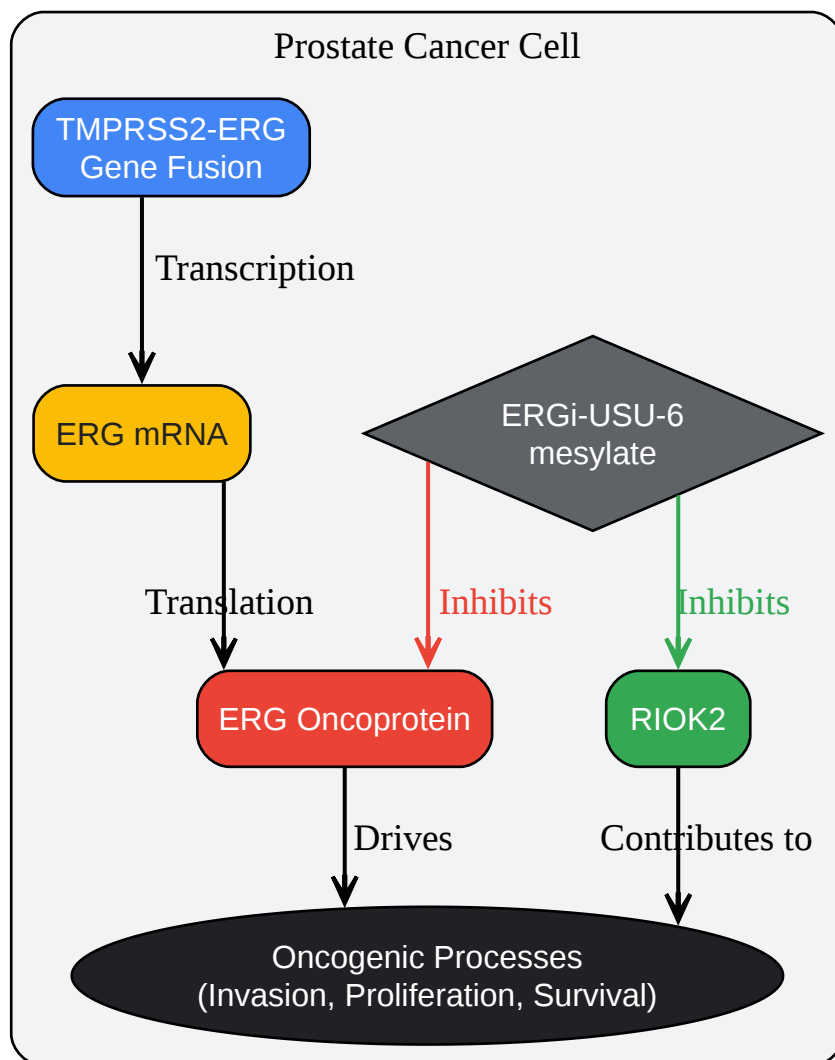 Prostate Cancer Cell
TMPRSS2-ERG
Gene Fusion
Transcription
ERG mRNA
ERGi-USU-6
mesylate
Translation
Inhibits
Inhibits
ERG Oncoprotein
RIOK2
Drives
Contributes to
Oncogenic Processes
(Invasion, Proliferation, Survival)